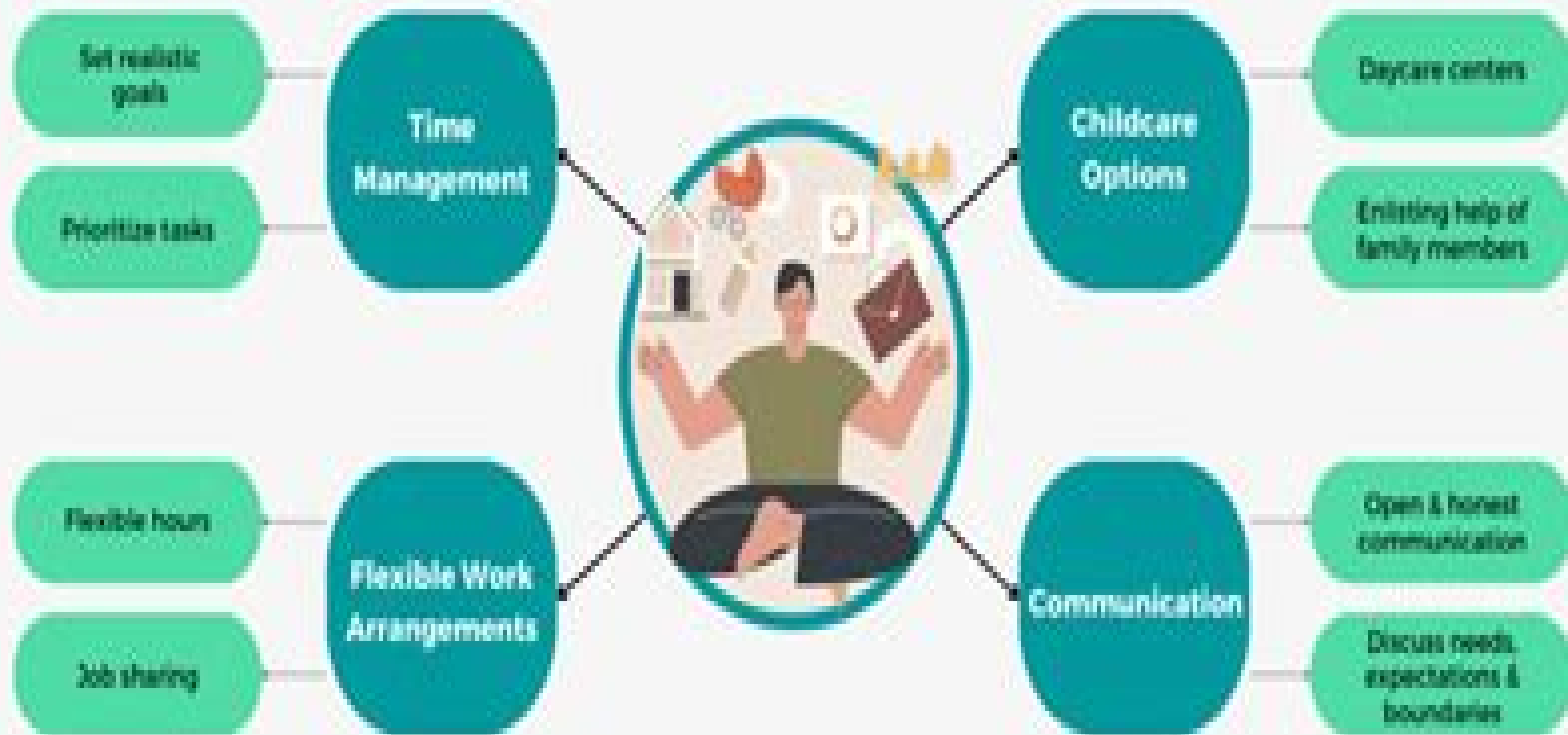 Set realistic
goals
Prioritize tasks
Time
Management
Childcare
Options
Daycare centers
Enlisting help of
family members
Flexible hours
Job sharing
Flexible Work
Arrangements
Communication
Open & honest
communication
Discuss needs,
expectations &
boundaries